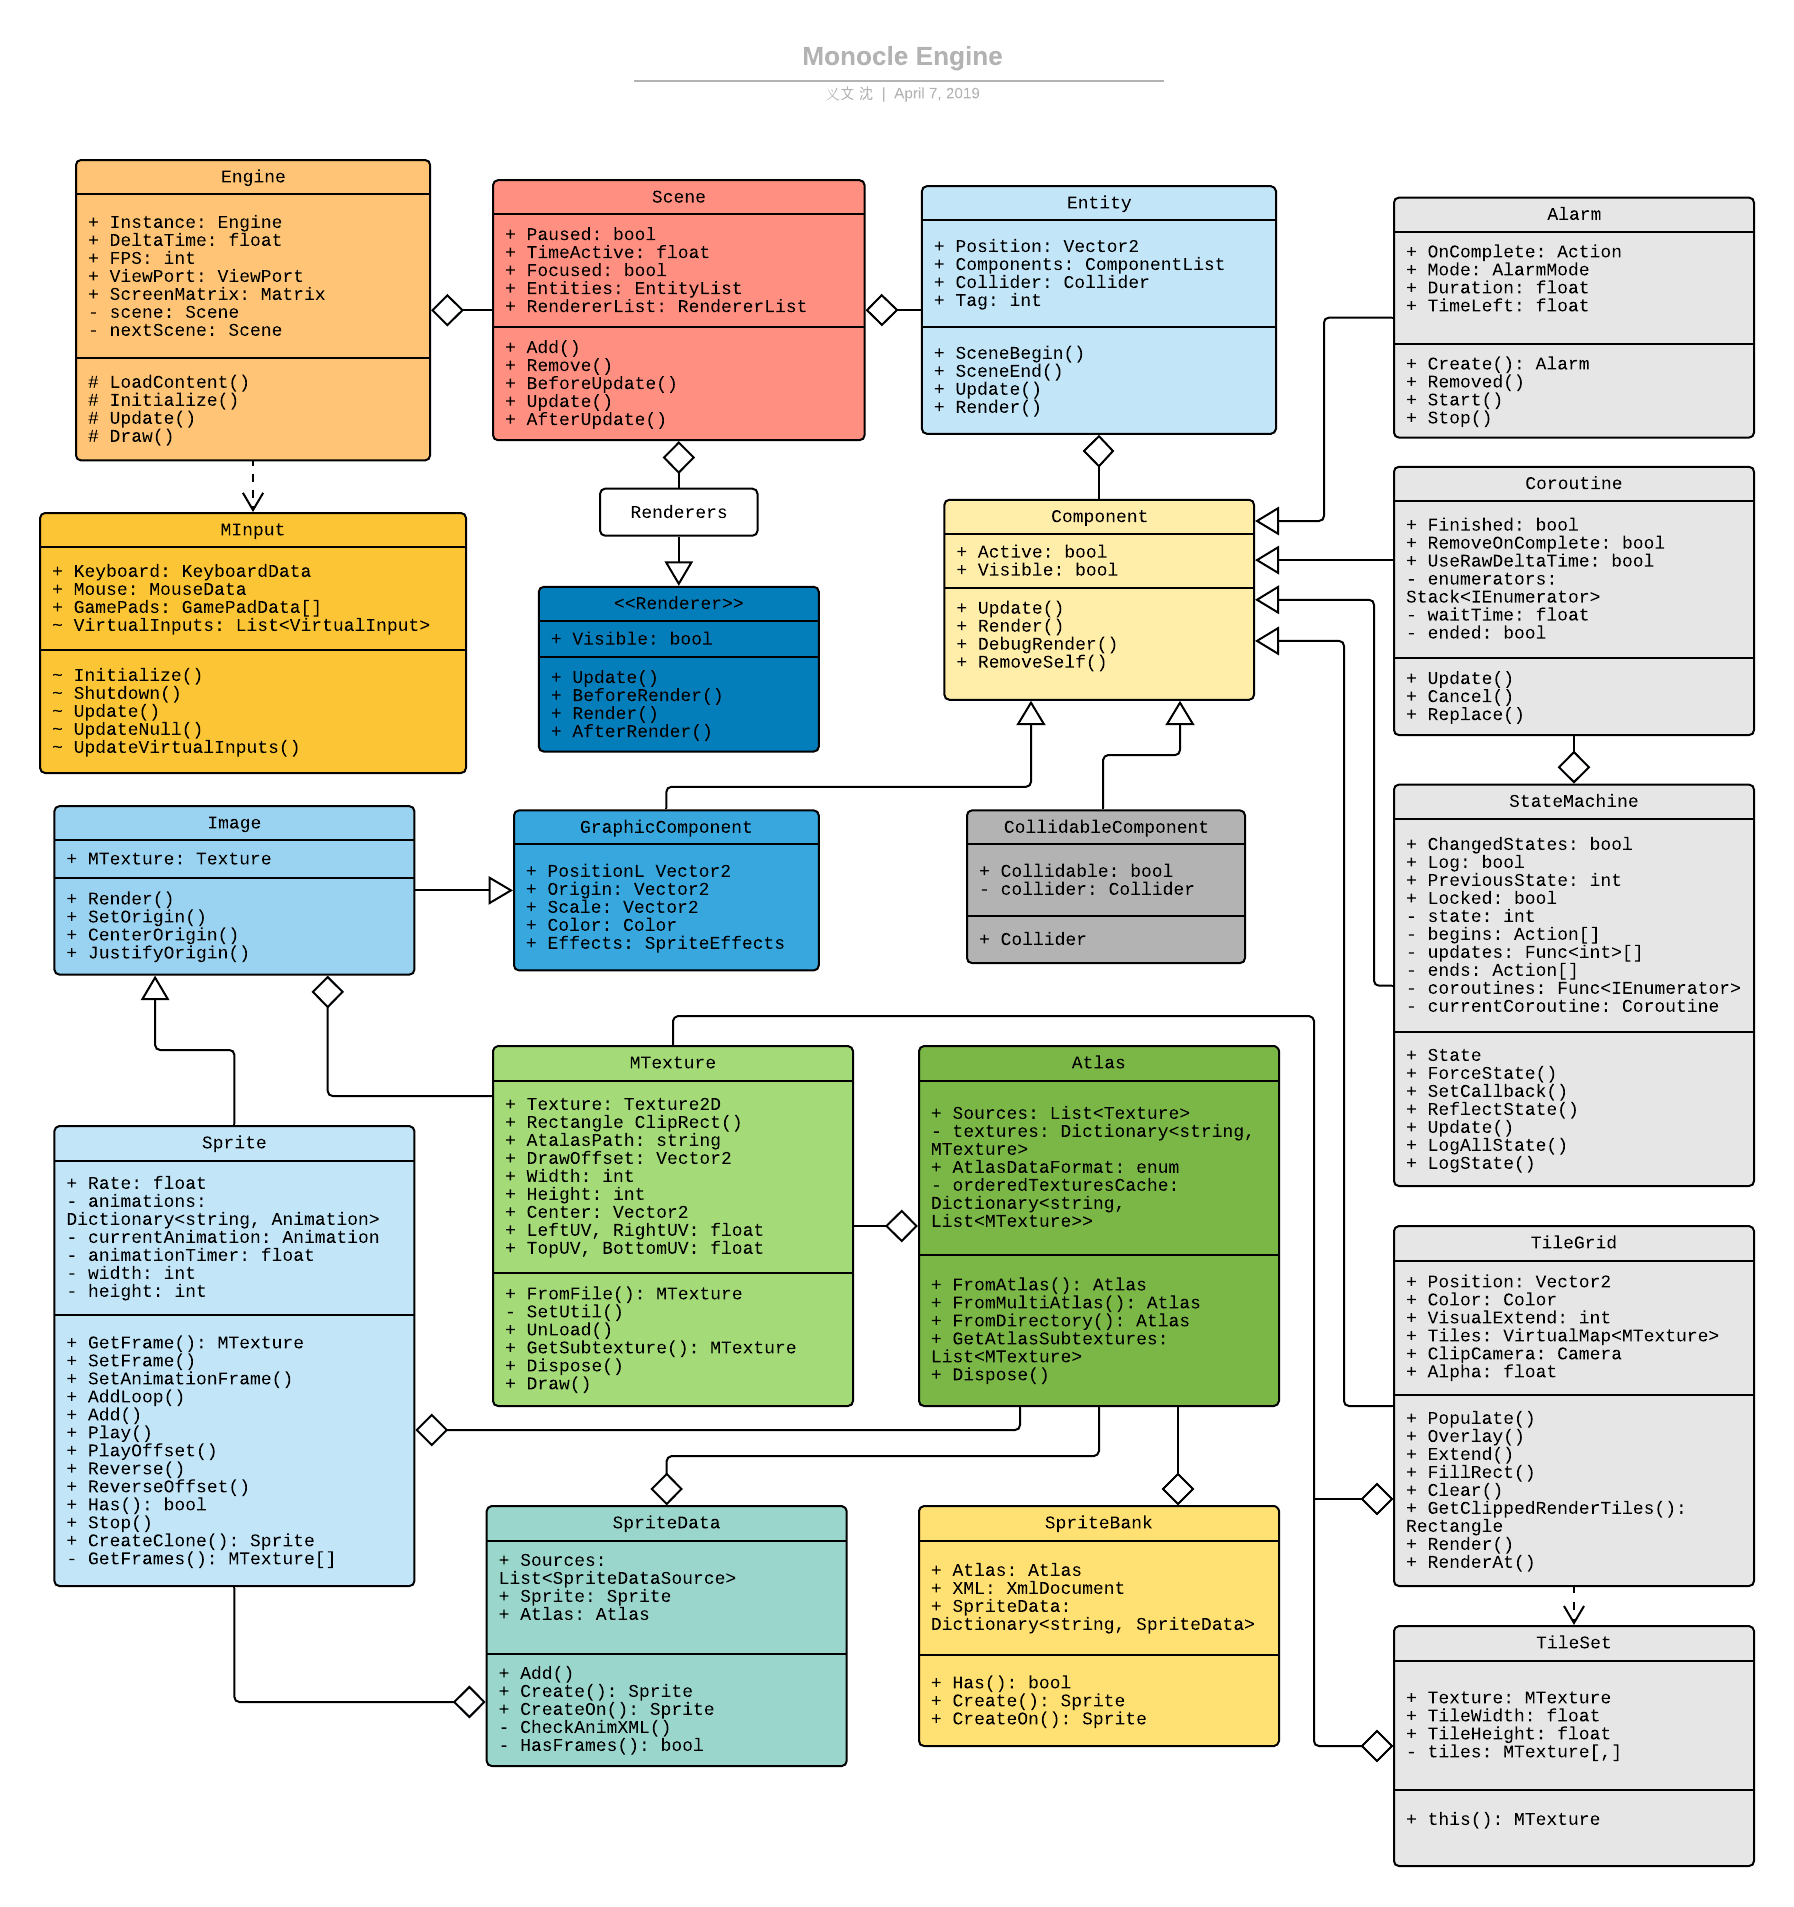 Monocle Engine
义文 沈 | April 7, 2019
Engine
+ Instance: Engine
+ DeltaTime: float
+ FPS: int
+ ViewPort: ViewPort
+ ScreenMatrix: Matrix
- scene: Scene
- nextScene: Scene
# LoadContent()
# Initialize()
# Update()
# Draw()
Scene
+ Paused: bool
+ TimeActive: float
+ Focused: bool
+ Entities: EntityList
+ RendererList: RendererList
+ Add()
+ Remove()
+ BeforeUpdate()
+ Update()
+ AfterUpdate()
Entity
+ Position: Vector2
+ Components: ComponentList
+ Collider: Collider
+ Tag: int
+ SceneBegin()
+ SceneEnd()
+ Update()
+ Render()
Alarm
+ OnComplete: Action
+ Mode: AlarmMode
+ Duration: float
+ TimeLeft: float
+ Create(): Alarm
+ Removed()
+ Start()
+ Stop()
MInput
+ Keyboard: KeyboardData
+ Mouse: MouseData
+ GamePads: GamePadData[]
~ VirtualInputs: List<VirtualInput>
~ Initialize()
~ Shutdown()
~ Update()
~ UpdateNull()
~ UpdateVirtualInputs()
Renderers
<<Renderer>>
+ Visible: bool
+ Update()
+ BeforeRender()
+ Render()
+ AfterRender()
Component
+ Active: bool
+ Visible: bool
+ Update()
+ Render()
+ DebugRender()
+ RemoveSelf()
Coroutine
+ Finished: bool
+ RemoveOnComplete: bool
+ UseRawDeltaTime: bool
- enumerators:
Stack<IEnumerator>
- waitTime: float
- ended: bool
+ Update()
+ Cancel()
+ Replace()
Image
+ MTexture: Texture
+ Render()
+ SetOrigin()
+ CenterOrigin()
+ JustifyOrigin()
GraphicComponent
+ PositionL Vector2
+ Origin: Vector2
+ Scale: Vector2
+ Color: Color
+ Effects: SpriteEffects
CollidableComponent
+ Collidable: bool
- collider: Collider
+ Collider
StateMachine
+ ChangedStates: bool
+ Log: bool
+ PreviousState: int
+ Locked: bool
- state: int
- begins: Action[]
- updates: Func<int>[]
- ends: Action[]
- coroutines: Func<IEnumerator>
- currentCoroutine: Coroutine
+ State
+ ForceState()
+ SetCallback()
+ ReflectState()
+ Update()
+ LogAllState()
+ LogState()
Sprite
+ Rate: float
- animations:
Dictionary<string, Animation>
- currentAnimation: Animation
- animationTimer: float
- width: int
- height: int
+ GetFrame(): MTexture
+ SetFrame()
+ SetAnimationFrame()
+ AddLoop()
+ Add()
+ Play()
+ PlayOffset()
+ Reverse()
+ ReverseOffset()
+ Has(): bool
+ Stop()
+ CreateClone(): Sprite
- GetFrames(): MTexture[]
MTexture
+ Texture: Texture2D
+ Rectangle ClipRect()
+ AtalasPath: string
+ DrawOffset: Vector2
+ Width: int
+ Height: int
+ Center: Vector2
+ LeftUV, RightUV: float
+ TopUV, BottomUV: float
+ FromFile(): MTexture
- SetUtil()
+ UnLoad()
+ GetSubtexture(): MTexture
+ Dispose()
+ Draw()
Atlas
+ Sources: List<Texture>
- textures: Dictionary<string,
MTexture>
+ AtlasDataFormat: enum
- orderedTexturesCache:
Dictionary<string,
List<MTexture>>
+ FromAtlas(): Atlas
+ FromMultiAtlas(): Atlas
+ FromDirectory(): Atlas
+ GetAtlasSubtextures:
List<MTexture>
+ Dispose()
TileGrid
+ Position: Vector2
+ Color: Color
+ VisualExtend: int
+ Tiles: VirtualMap<MTexture>
+ ClipCamera: Camera
+ Alpha: float
+ Populate()
+ Overlay()
+ Extend()
+ FillRect()
+ Clear()
+ GetClippedRenderTiles():
Rectangle
+ Render()
+ RenderAt()
SpriteData
+ Sources:
List<SpriteDataSource>
+ Sprite: Sprite
+ Atlas: Atlas
+ Add()
+ Create(): Sprite
+ CreateOn(): Sprite
- CheckAnimXML()
- HasFrames(): bool
SpriteBank
+ Atlas: Atlas
+ XML: XmlDocument
+ SpriteData:
Dictionary<string, SpriteData>
+ Has(): bool
+ Create(): Sprite
+ CreateOn(): Sprite
TileSet
+ Texture: MTexture
+ TileWidth: float
+ TileHeight: float
- tiles: MTexture[,]
+ this(): MTexture